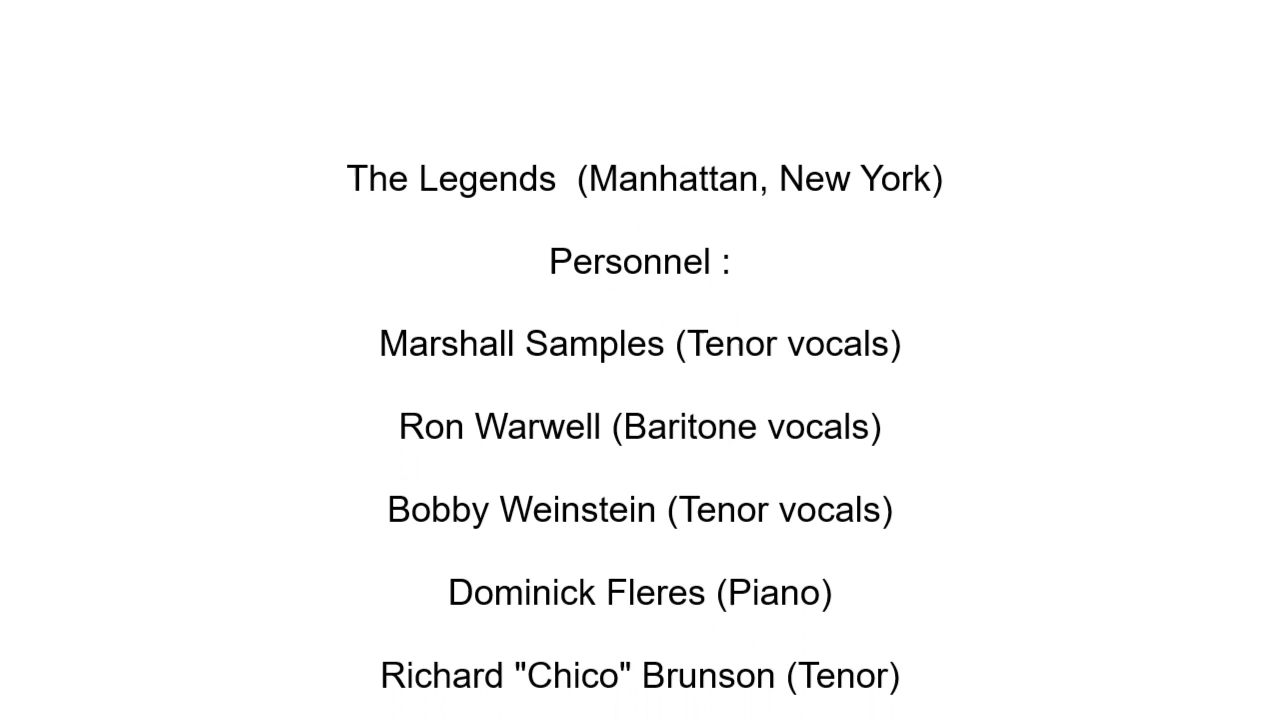 The Legends  (Manhattan, New York)
Personnel :
Marshall Samples (Tenor vocals)
Ron Warwell (Baritone vocals)
Bobby Weinstein (Tenor vocals)
Dominick Fleres (Piano)
Richard "Chico" Brunson (Tenor)